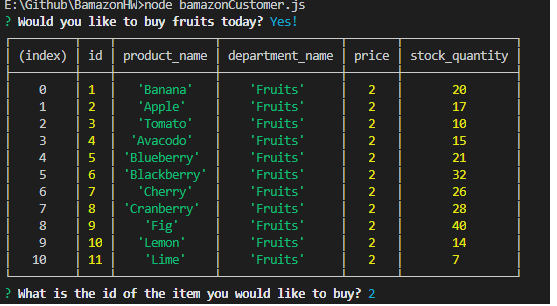 E:\Github\BamazonHW>node bamazonCustomer.js
? Would you like to buy fruits today? Yes!
(index) id product_name department_name price stock_quantity
0 1 'Banana' 'Fruits' 2 20
1 2 'Apple' 'Fruits' 2 17
2 3 'Tomato' 'Fruits' 2 10
3 4 'Avacodo' 'Fruits' 2 15
4 5 'Blueberry' 'Fruits' 2 21
5 6 'Blackberry' 'Fruits' 2 32
6 7 'Cherry' 'Fruits' 2 26
7 8 'Cranberry' 'Fruits' 2 28
8 9 'Fig' 'Fruits' 2 40
9 10 'Lemon' 'Fruits' 2 14
10 11 'Lime' 'Fruits' 2 7
? What is the id of the item you would like to buy? 2